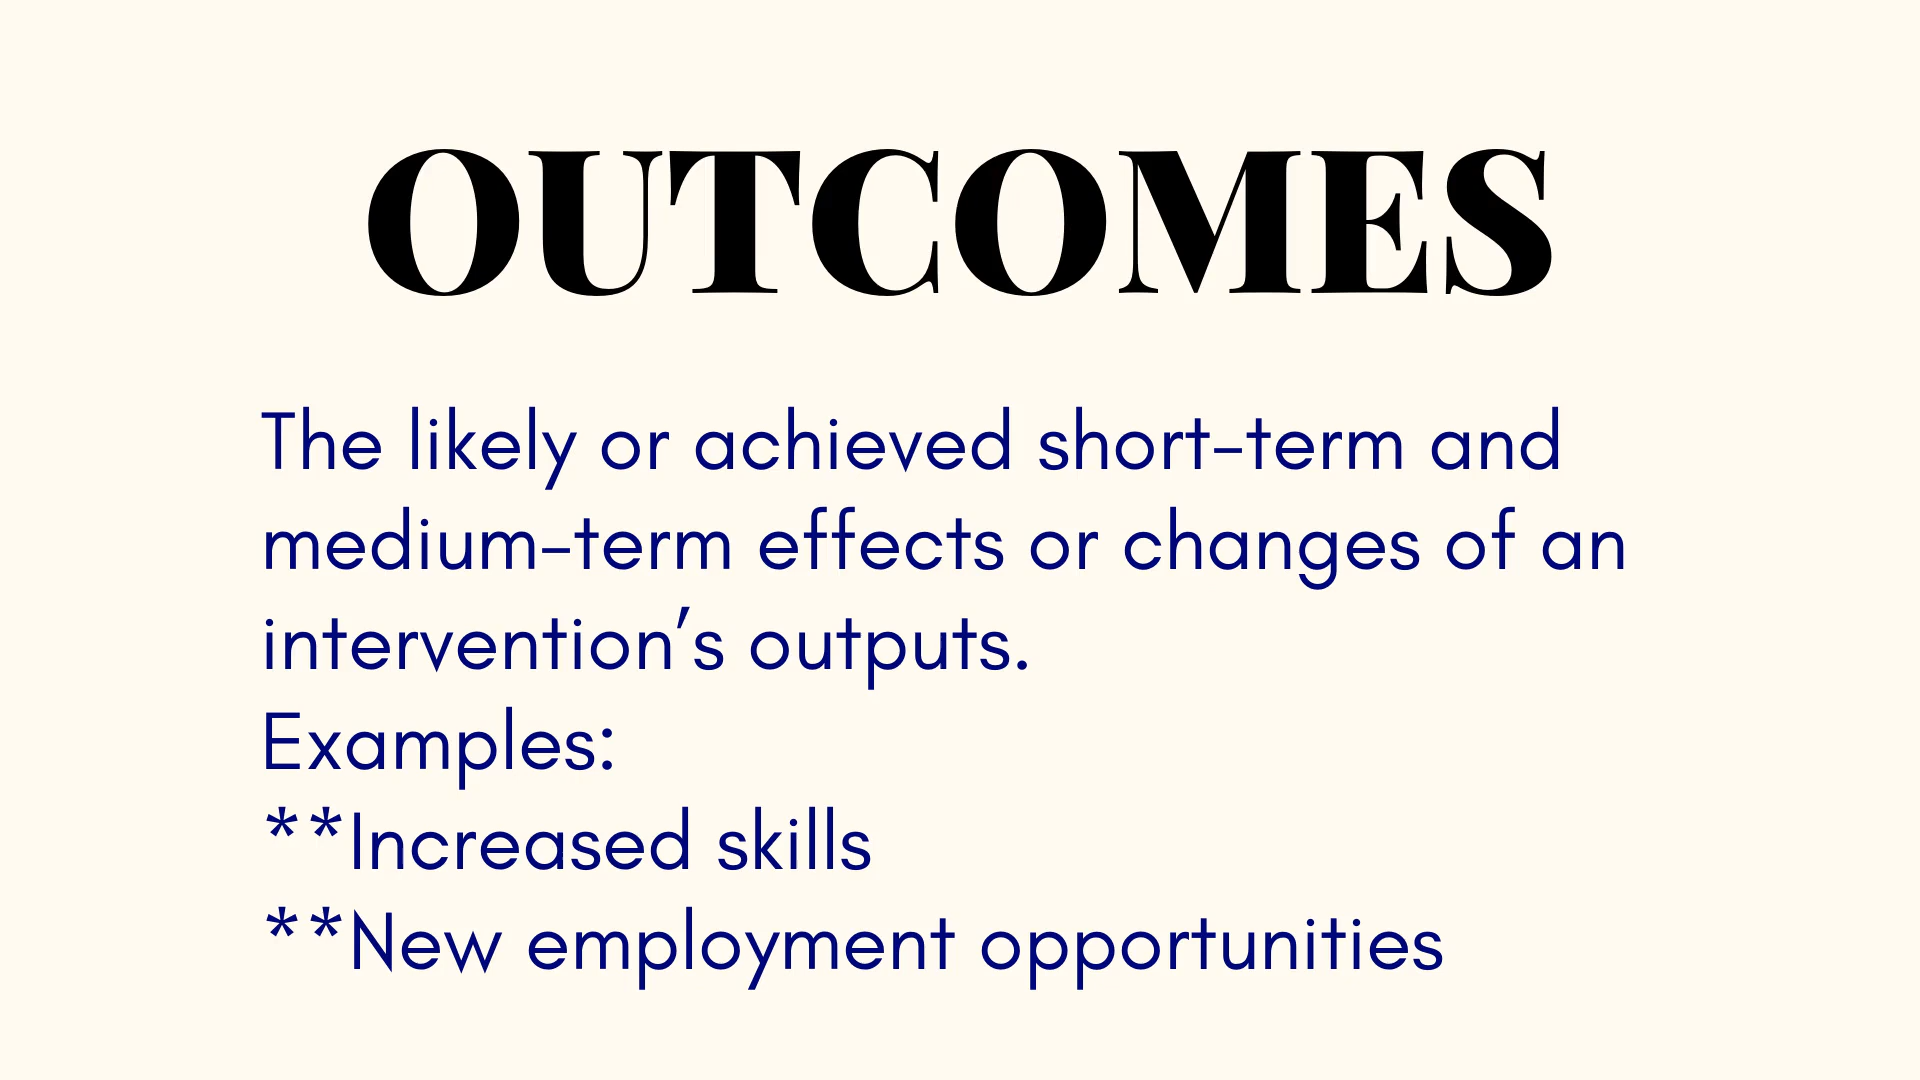 OUTCOMES
The likely or achieved short-term and
medium-term effects or changes of an
intervention’s outputs.
Examples:
**Increased skills
**New employment opportunities